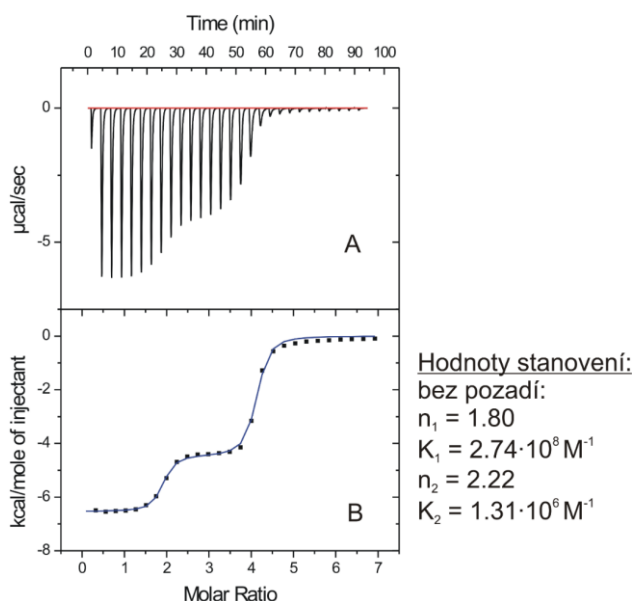 Time (min)
0 10 20 30 40 50 60 70 80 90 100
0
-5
µcal/sec
A
0
-2
-4
-6
-8
kcal/mole of injectant
B
0 1 2 3 4 5 6 7
Molar Ratio
Hodnoty stanovení:
bez pozadí:
n₁ = 1.80
K₁ = 2.74·10⁸ M⁻¹
n₂ = 2.22
K₂ = 1.31·10⁶ M⁻¹